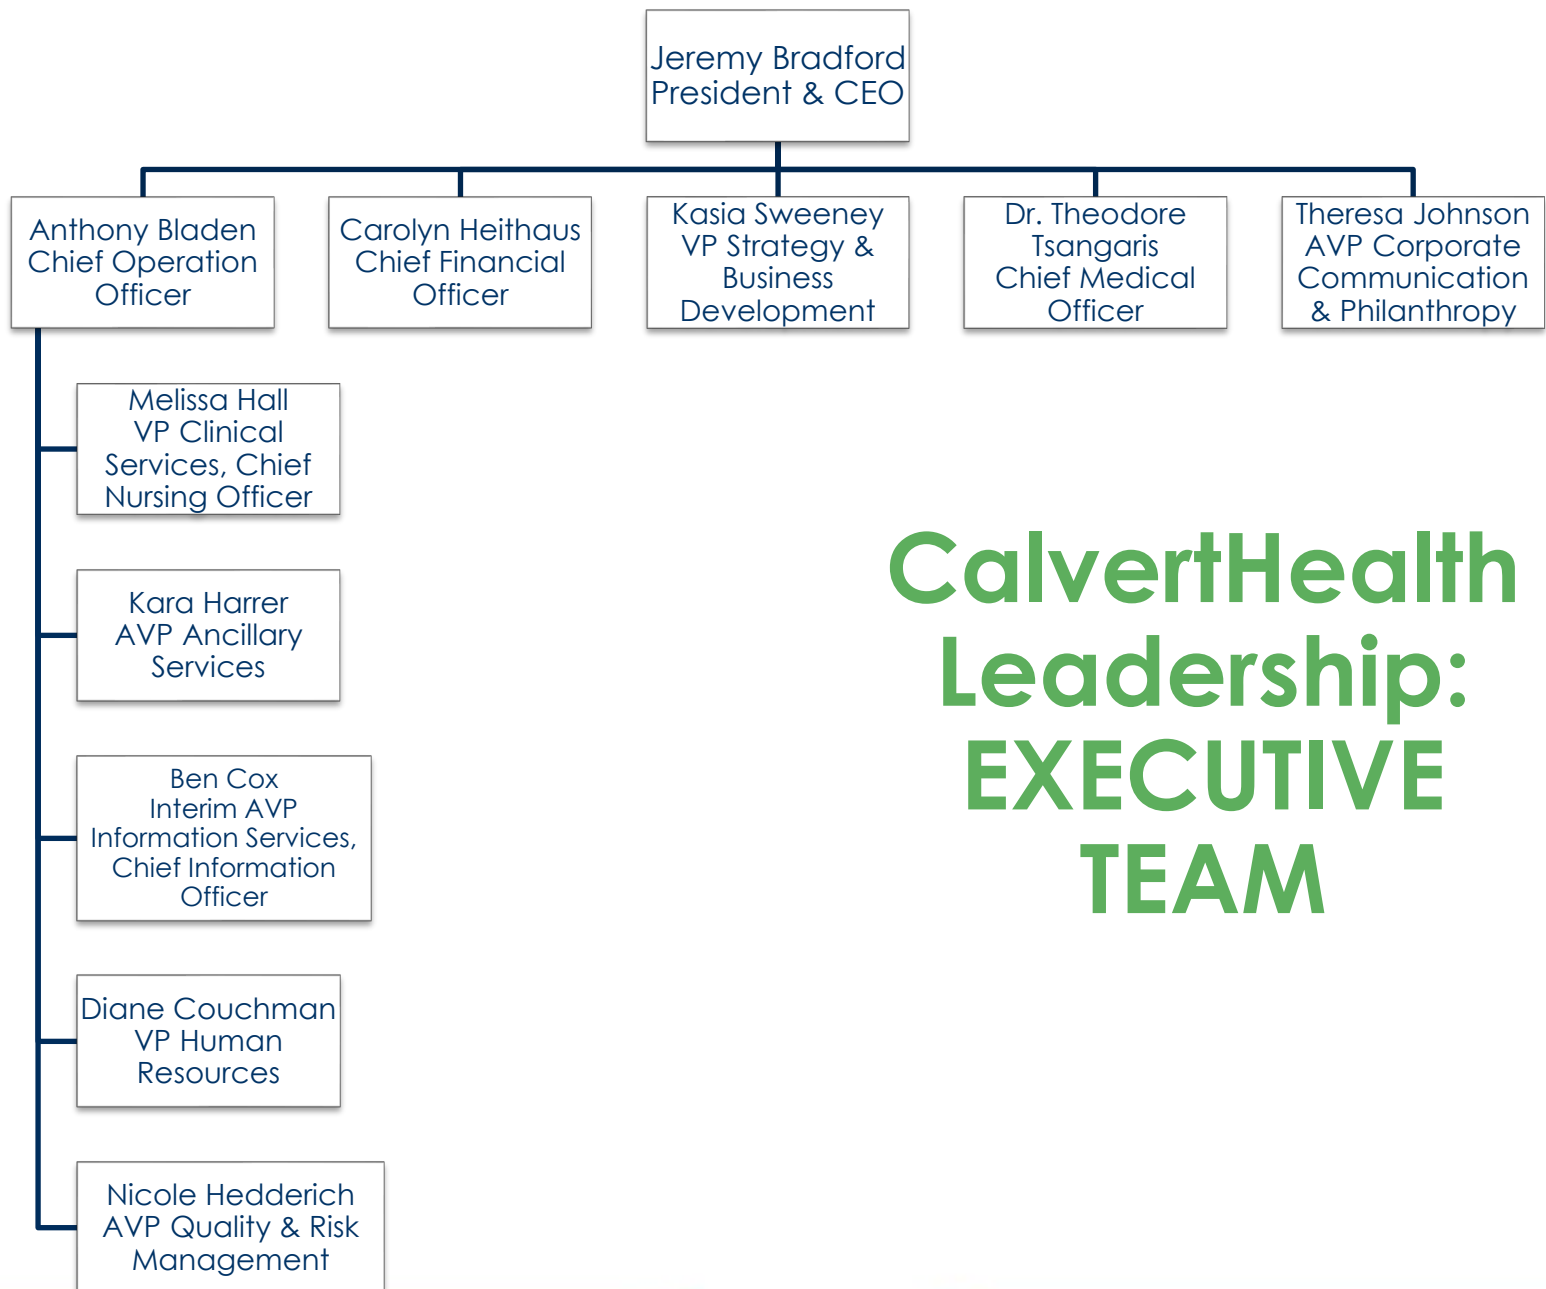 Jeremy Bradford
President & CEO
Anthony Bladen
Chief Operation
Officer
Carolyn Heithaus
Chief Financial
Officer
Kasia Sweeney
VP Strategy &
Business
Development
Dr. Theodore
Tsangaris
Chief Medical
Officer
Theresa Johnson
AVP Corporate
Communication
& Philanthropy
Melissa Hall
VP Clinical
Services, Chief
Nursing Officer
Kara Harrer
AVP Ancillary
Services
Ben Cox
Interim AVP
Information Services,
Chief Information
Officer
Diane Couchman
VP Human
Resources
Nicole Hedderich
AVP Quality & Risk
Management
CalvertHealth
Leadership:
EXECUTIVE
TEAM